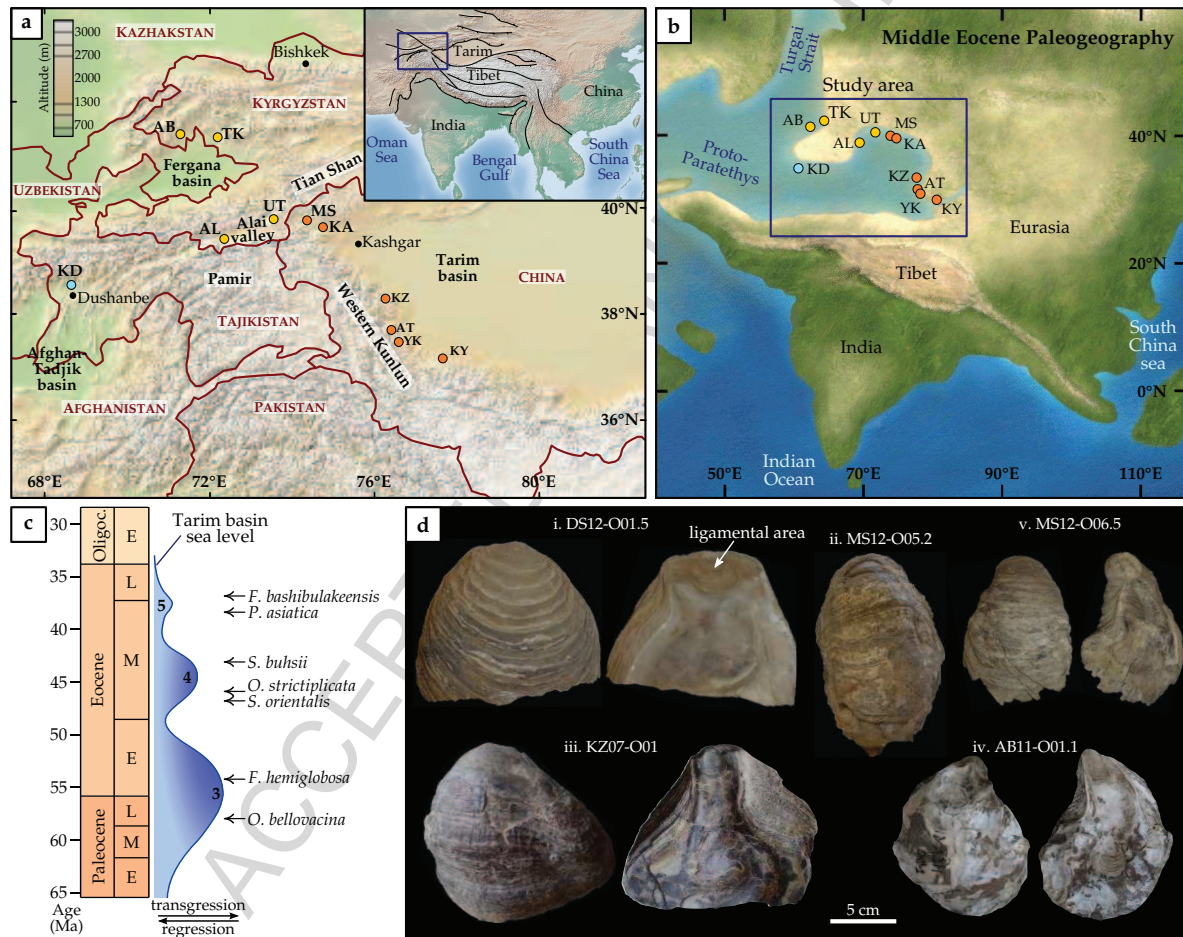 a
KAZAKHSTAN
Bishkek
3000
2700
2000
1300
700
Altitude (m)
KYRGYZSTAN
AB
TK
Fergana
basin
UZBEKISTAN
Tian Shan
UT
MS
KA
AL
Alai
valley
Kashgar
KD
Dushanbe
Pamir
Tarim
basin
CHINA
TAJIKISTAN
KZ
AT
YK
KY
Western Kunlun
Afghan-
Tadjik
basin
AFGHANISTAN
PAKISTAN
40°N
38°N
36°N
68°E
72°E
76°E
80°E
Tarim
Tibet
China
India
Oman
Sea
Bengal
Gulf
South
China
Sea
b
Middle Eocene Paleogeography
Turgai
Strait
Study area
AB
TK
UT
MS
AL
KA
KD
KZ
AT
YK
KY
Proto-
Paratethys
Eurasia
Tibet
India
South
China
sea
Indian
Ocean
40°N
20°N
0°N
50°E
70°E
90°E
110°E
c
Tarim basin
sea level
30
35
40
45
50
55
60
65
Age
(Ma)
Oligoc.
Eocene
Paleocene
E
L
M
E
L
M
E
5
4
3
F. bashibulakeensis
P. asiatica
S. buhsii
O. strictiplicata
S. orientalis
F. hemiglobosa
O. bellovacina
transgression
regression
d
i. DS12-O01.5
ligamental area
ii. MS12-O05.2
v. MS12-O06.5
iii. KZ07-O01
iv. AB11-O01.1
5 cm
ACCEPTE